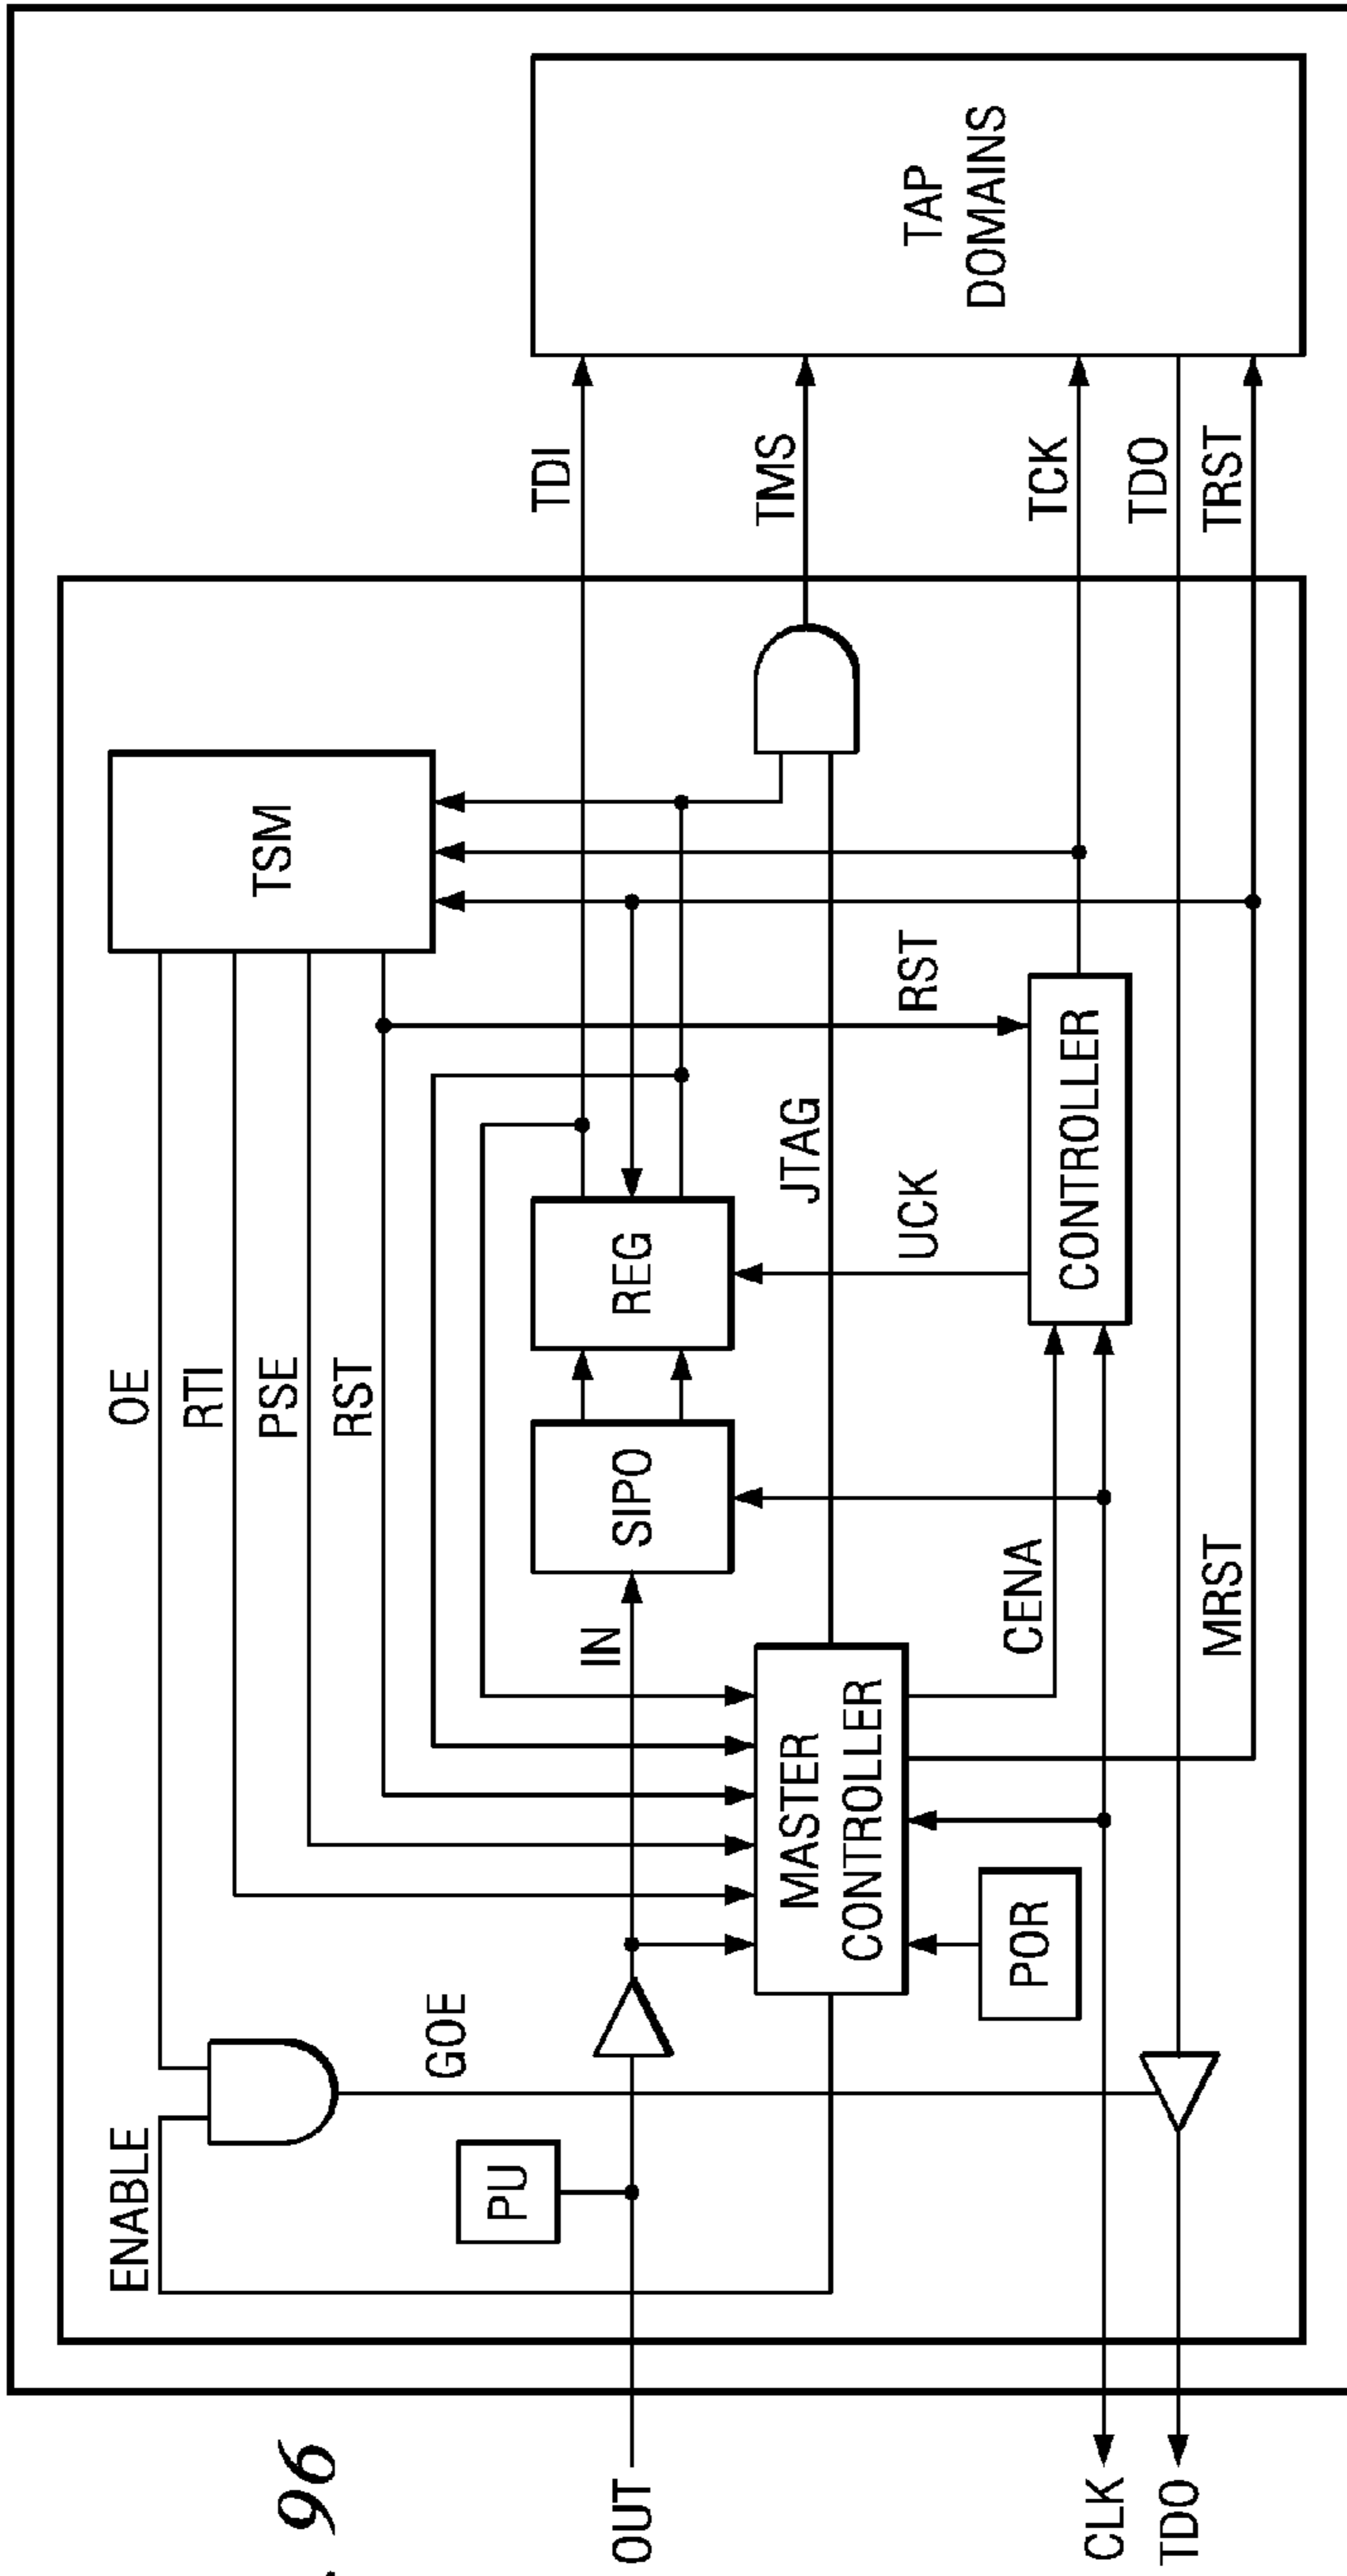 . 96
ENABLE
OE
RTI
PSE
RST
GOE
PU
OUT
IN
SIPO
REG
TSM
TDI
TMS
TCK
TDO
TRST
TAP
DOMAINS
JTAG
RST
UCK
CONTROLLER
MASTER
CONTROLLER
CENA
MRST
POR
CLK
TDO